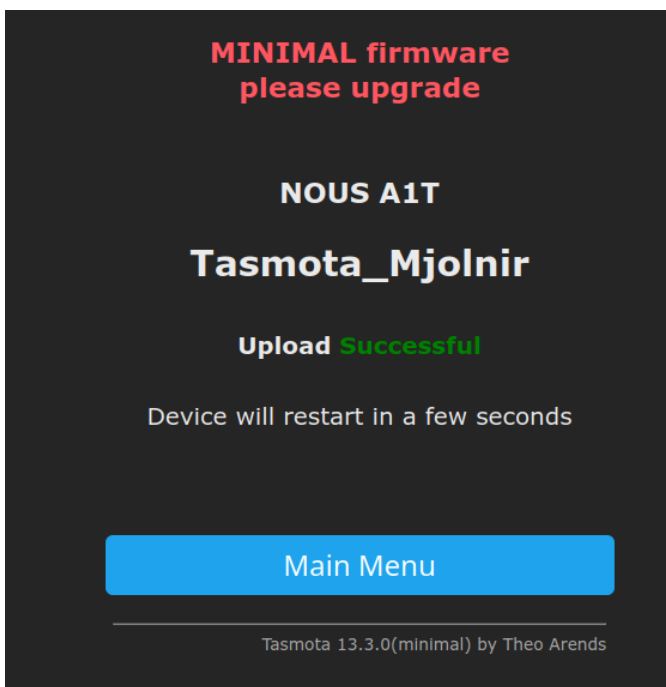 MINIMAL firmware
please upgrade
NOUS A1T
Tasmota_Mjolnir
Upload Successful
Device will restart in a few seconds
Main Menu
Tasmota 13.3.0(minimal) by Theo Arends